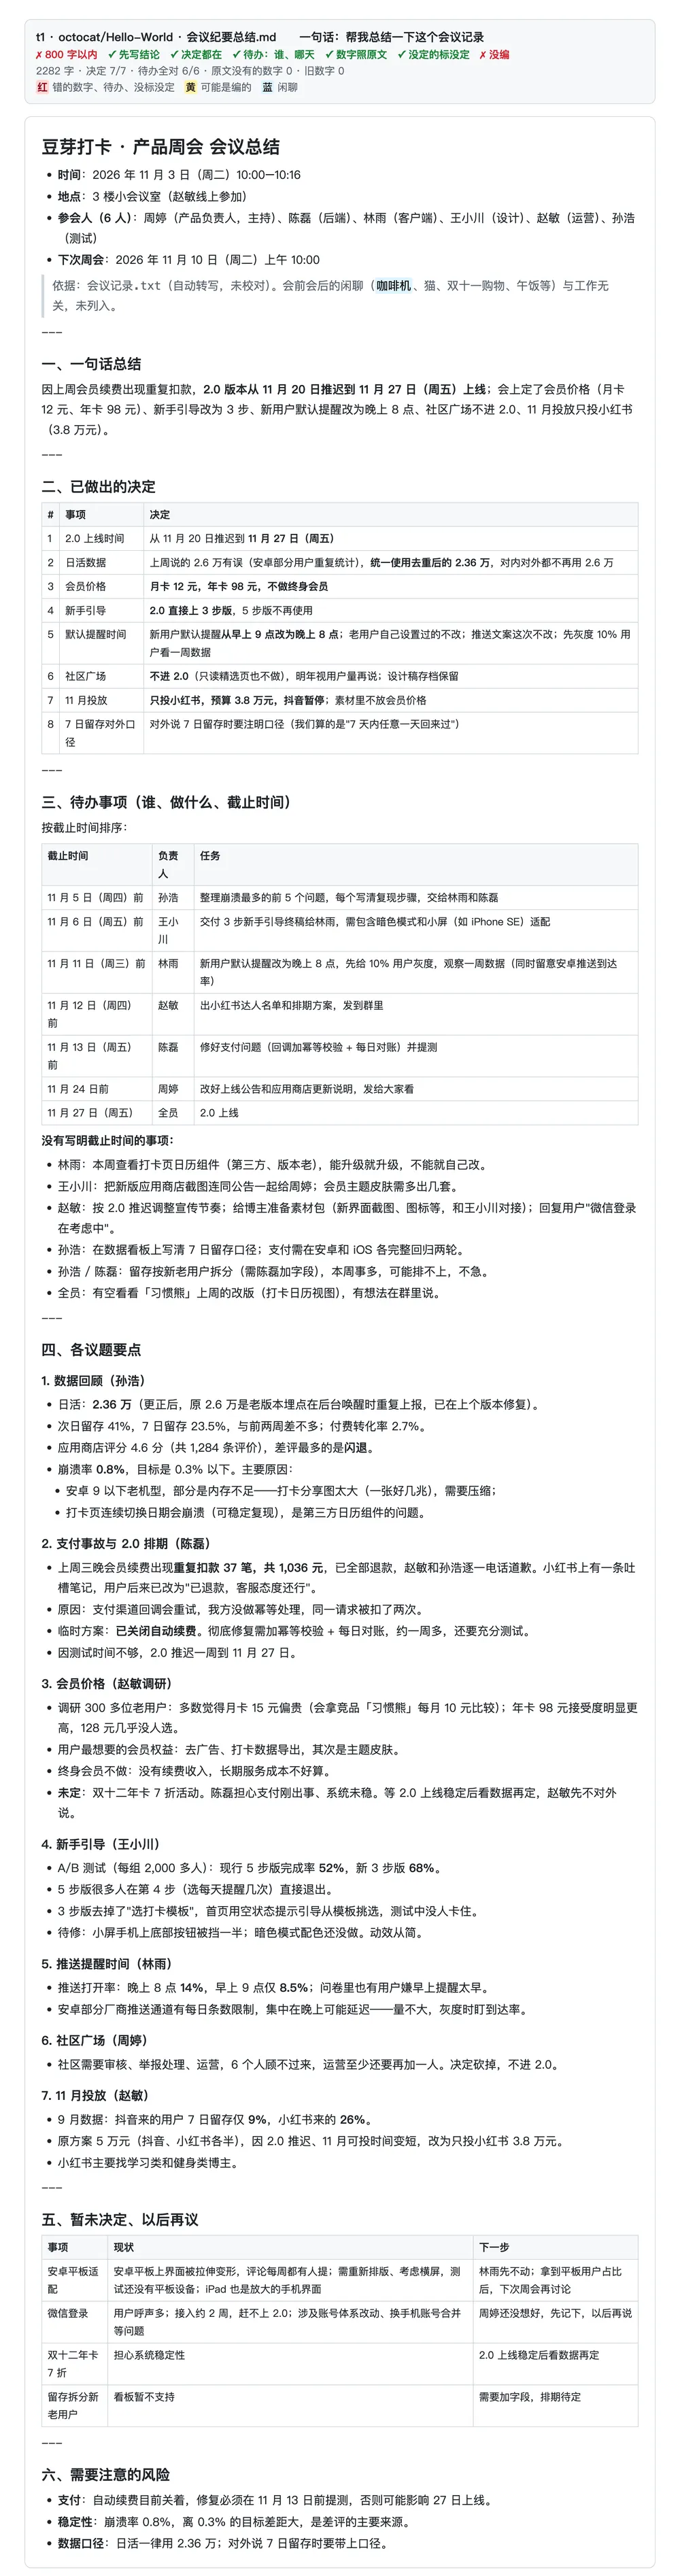 t1 · octocat/Hello-World · 会议纪要总结.md 一句话：帮我总结一下这个会议记录
✗ 800 字以内 ✓ 先写结论 ✓ 决定都在 ✓ 待办：谁、哪天 ✓ 数字照原文 ✓ 没定的标没定 ✗ 没编
2282 字 · 决定 7/7 · 待办全对 6/6 · 原文没有的数字 0 · 旧数字 0
红 错的数字、待办、没标没定 黄 可能是编的 蓝 闲聊
豆芽打卡 · 产品周会 会议总结
• 时间：2026 年 11 月 3 日（周二）10:00—10:16
• 地点：3 楼小会议室（赵敏线上参加）
• 参会人（6 人）：周婷（产品负责人，主持）、陈磊（后端）、林雨（客户端）、王小川（设计）、赵敏（运营）、孙浩
（测试）
• 下次周会：2026 年 11 月 10 日（周二）上午 10:00
依据：会议记录.txt（自动转写，未校对）。会前会后的闲聊（咖啡机、猫、双十一购物、午饭等）与工作无
关，未列入。
———
一、一句话总结
因上周会员续费出现重复扣款，2.0 版本从 11 月 20 日推迟到 11 月 27 日（周五）上线；会上定了会员价格（月卡
12 元、年卡 98 元）、新手引导改为 3 步、新用户默认提醒改为晚上 8 点、社区广场不进 2.0、11 月投放只投小红书
（3.8 万元）。
———
二、已做出的决定
# 事项 决定
1 2.0 上线时间 从 11 月 20 日推迟到 11 月 27 日（周五）
2 日活数据 上周说的 2.6 万有误（安卓部分用户重复统计），统一使用去重后的 2.36 万，对内对外都不再用 2.6 万
3 会员价格 月卡 12 元，年卡 98 元，不做终身会员
4 新手引导 2.0 直接上 3 步版，5 步版不再使用
5 默认提醒时间 新用户默认提醒从早上 9 点改为晚上 8 点；老用户自己设置过的不改；推送文案这次不改；先灰度 10% 用
户看一周数据
6 社区广场 不进 2.0（只读精选页也不做），明年视用户量再说；设计稿存档保留
7 11 月投放 只投小红书，预算 3.8 万元，抖音暂停；素材里不放会员价格
8 7 日留存对外口
径 对外说 7 日留存时要注明口径（我们算的是"7 天内任意一天回来过"）
———
三、待办事项（谁、做什么、截止时间）
按截止时间排序：
截止时间 负责
人 任务
11 月 5 日（周四）前 孙浩 整理崩溃最多的前 5 个问题，每个写清复现步骤，交给林雨和陈磊
11 月 6 日（周五）前 王小
川 交付 3 步新手引导终稿给林雨，需包含暗色模式和小屏（如 iPhone SE）适配
11 月 11 日（周三）前 林雨 新用户默认提醒改为晚上 8 点，先给 10% 用户灰度，观察一周数据（同时留意安卓推送到达
率）
11 月 12 日（周四）
前 赵敏 出小红书达人名单和排期方案，发到群里
11 月 13 日（周五）
前 陈磊 修好支付问题（回调加幂等校验 + 每日对账）并提测
11 月 24 日前 周婷 改好上线公告和应用商店更新说明，发给大家看
11 月 27 日（周五） 全员 2.0 上线
没有写明截止时间的事项：
• 林雨：本周查看打卡页日历组件（第三方、版本老），能升级就升级，不能就自己改。
• 王小川：把新版应用商店截图连同公告一起给周婷；会员主题皮肤需多出几套。
• 赵敏：按 2.0 推迟调整宣传节奏；给博主准备素材包（新界面截图、图标等，和王小川对接）；回复用户"微信登录
在考虑中"。
• 孙浩：在数据看板上写清 7 日留存口径；支付需在安卓和 iOS 各完整回归两轮。
• 孙浩 / 陈磊：留存按新老用户拆分（需陈磊加字段），本周事多，可能排不上，不急。
• 全员：有空看看「习惯熊」上周的改版（打卡日历视图），有想法在群里说。
———
四、各议题要点
1. 数据回顾（孙浩）
• 日活：2.36 万（更正后，原 2.6 万是老版本埋点在后台唤醒时重复上报，已在上个版本修复）。
• 次日留存 41%，7 日留存 23.5%，与前两周差不多；付费转化率 2.7%。
• 应用商店评分 4.6 分（共 1,284 条评价），差评最多的是闪退。
• 崩溃率 0.8%，目标是 0.3% 以下。主要原因：
• 安卓 9 以下老机型，部分是内存不足——打卡分享图太大（一张好几兆），需要压缩；
• 打卡页连续切换日期会崩溃（可稳定复现），是第三方日历组件的问题。
2. 支付事故与 2.0 排期（陈磊）
• 上周三晚会员续费出现重复扣款 37 笔，共 1,036 元，已全部退款，赵敏和孙浩逐一电话道歉。小红书上有一条吐
槽笔记，用户后来已改为"已退款，客服态度还行"。
• 原因：支付渠道回调会重试，我方没做幂等处理，同一请求被扣了两次。
• 临时方案：已关闭自动续费。彻底修复需加幂等校验 + 每日对账，约一周多，还要充分测试。
• 因测试时间不够，2.0 推迟一周到 11 月 27 日。
3. 会员价格（赵敏调研）
• 调研 300 多位老用户：多数觉得月卡 15 元偏贵（会拿竞品「习惯熊」每月 10 元比较）；年卡 98 元接受度明显更
高，128 元几乎没人选。
• 用户最想要的会员权益：去广告、打卡数据导出，其次是主题皮肤。
• 终身会员不做：没有续费收入，长期服务成本不好算。
• 未定：双十二年卡 7 折活动。陈磊担心支付刚出事、系统未稳。等 2.0 上线稳定后看数据再定，赵敏先不对外
说。
4. 新手引导（王小川）
• A/B 测试（每组 2,000 多人）：现行 5 步版完成率 52%，新 3 步版 68%。
• 5 步版很多人在第 4 步（选每天提醒几次）直接退出。
• 3 步版去掉了"选打卡模板"，首页用空状态提示引导从模板挑选，测试中没人卡住。
• 待修：小屏手机上底部按钮被挡一半；暗色模式配色还没做。动效从简。
5. 推送提醒时间（林雨）
• 推送打开率：晚上 8 点 14%，早上 9 点仅 8.5%；问卷里也有用户嫌早上提醒太早。
• 安卓部分厂商推送通道有每日条数限制，集中在晚上可能延迟——量不大，灰度时盯到达率。
6. 社区广场（周婷）
• 社区需要审核、举报处理、运营，6 个人顾不过来，运营至少还要再加一人。决定砍掉，不进 2.0。
7. 11 月投放（赵敏）
• 9 月数据：抖音来的用户 7 日留存仅 9%，小红书来的 26%。
• 原方案 5 万元（抖音、小红书各半），因 2.0 推迟、11 月可投时间变短，改为只投小红书 3.8 万元。
• 小红书主要找学习类和健身类博主。
———
五、暂未决定、以后再议
事项 现状 下一步
安卓平板适
配 安卓平板上界面被拉伸变形，评论每周都有人提；需重新排版、考虑横屏，测
试还没有平板设备；iPad 也是放大的手机界面 林雨先不动；拿到平板用户占比
后，下次周会再讨论
微信登录 用户呼声多；接入约 2 周，赶不上 2.0；涉及账号体系改动、换手机账号合并
等问题 周婷还没想好，先记下，以后再说
双十二年卡
7 折 担心系统稳定性 2.0 上线稳定后看数据再定
留存拆分新
老用户 看板暂不支持 需要加字段，排期待定
———
六、需要注意的风险
• 支付：自动续费目前关着，修复必须在 11 月 13 日前提测，否则可能影响 27 日上线。
• 稳定性：崩溃率 0.8%，离 0.3% 的目标差距大，是差评的主要来源。
• 数据口径：日活一律用 2.36 万；对外说 7 日留存时要带上口径。